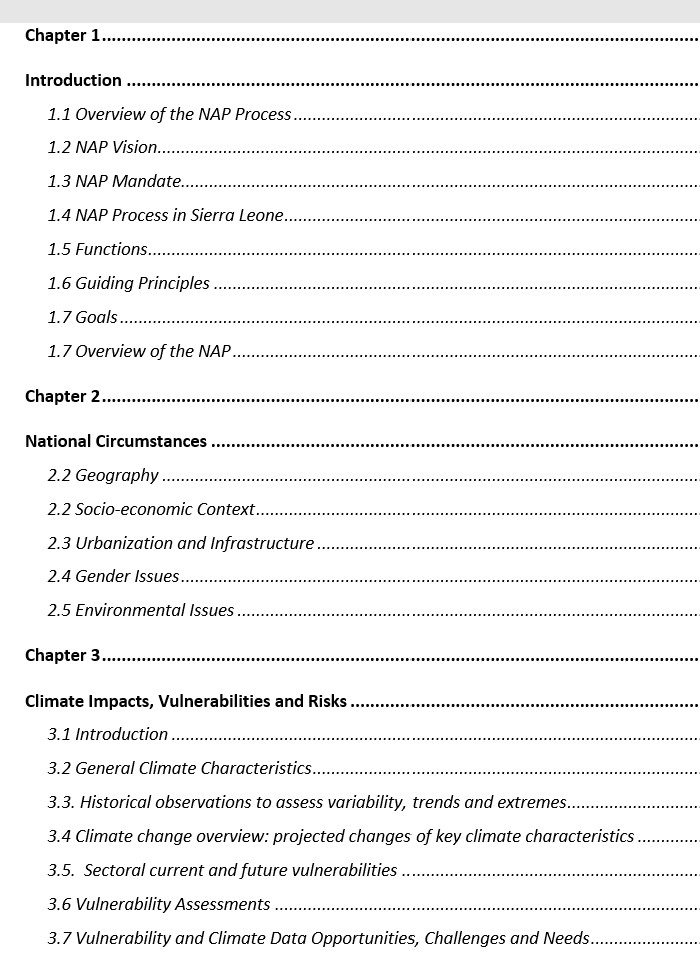 Chapter 1
Introduction
1.1 Overview of the NAP Process
1.2 NAP Vision
1.3 NAP Mandate
1.4 NAP Process in Sierra Leone
1.5 Functions
1.6 Guiding Principles
1.7 Goals
1.7 Overview of the NAP
Chapter 2
National Circumstances
2.2 Geography
2.2 Socio-economic Context
2.3 Urbanization and Infrastructure
2.4 Gender Issues
2.5 Environmental Issues
Chapter 3
Climate Impacts, Vulnerabilities and Risks
3.1 Introduction
3.2 General Climate Characteristics
3.3. Historical observations to assess variability, trends and extremes
3.4 Climate change overview: projected changes of key climate characteristics
3.5.  Sectoral current and future vulnerabilities
3.6 Vulnerability Assessments
3.7 Vulnerability and Climate Data Opportunities, Challenges and Needs